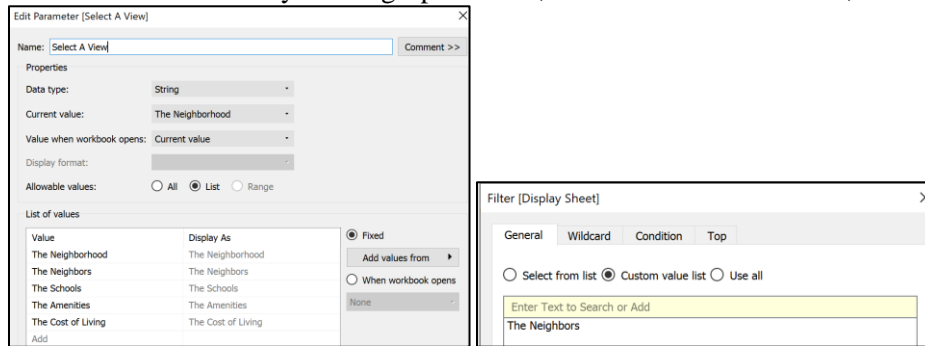 Edit Parameter [Select A View]
Name: Select A View
Comment >>
Properties
Data type: String
Current value: The Neighborhood
Value when workbook opens: Current value
Display format:
Allowable values: All List Range
List of values
Value Display As
The Neighborhood The Neighborhood
The Neighbors The Neighbors
The Schools The Schools
The Amenities The Amenities
The Cost of Living The Cost of Living
Add
Fixed
Add values from
When workbook opens
None
Filter [Display Sheet]
General Wildcard Condition Top
Select from list Custom value list Use all
Enter Text to Search or Add
The Neighbors